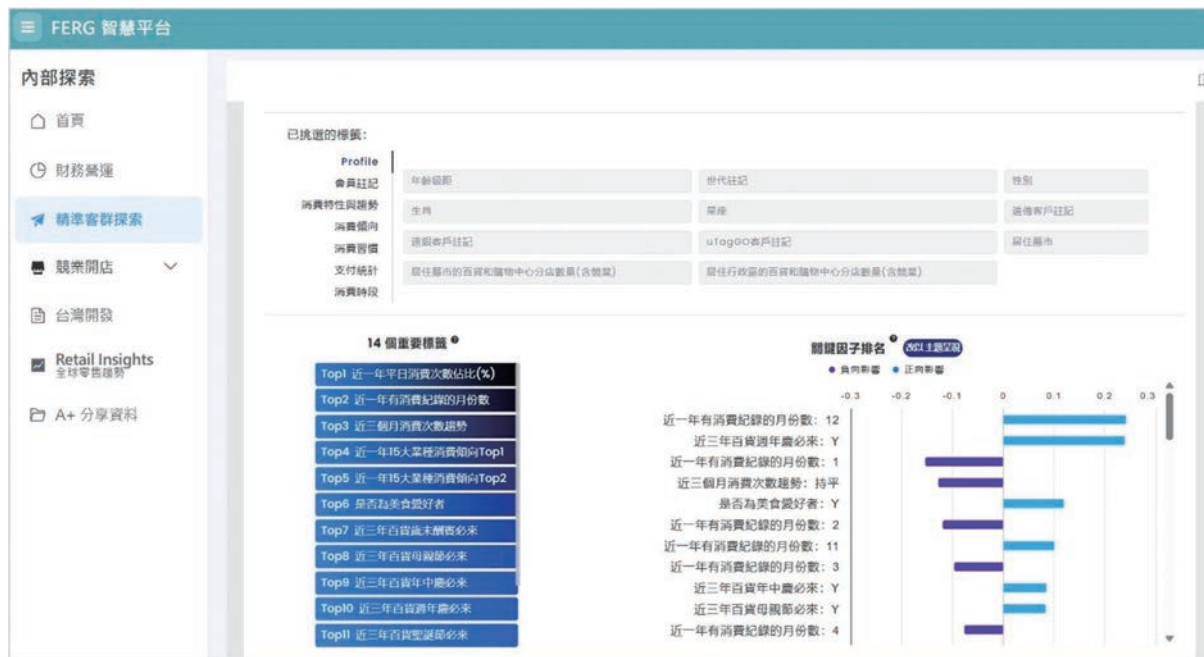 FERG 智慧平台
內部探索
首頁
財務營運
精準客群探索
競業開店
台灣開發
Retail Insights
全球零售趨勢
A+ 分享資料
已挑選的標籤:
Profile
會員註記
消費特性與趨勢
消費傾向
消費習慣
支付統計
消費時段
年齡級距
世代註記
性別
生肖
星座
遠傳客戶註記
遠銀客戶註記
uTagGO客戶註記
居住縣市
居住縣市的百貨和購物中心分店數量(含競業)
居住行政區的百貨和購物中心分店數量(含競業)
14 個重要標籤
Top1 近一年平日消費次數佔比(%)
Top2 近一年有消費紀錄的月份數
Top3 近三個月消費次數趨勢
Top4 近一年15大業種消費傾向Top1
Top5 近一年15大業種消費傾向Top2
Top6 是否為美食愛好者
Top7 近三年百貨歲末酬賓必來
Top8 近三年百貨母親節必來
Top9 近三年百貨年中慶必來
Top10 近三年百貨週年慶必來
Top11 近三年百貨聖誕節必來
關鍵因子排名
改以主題呈現
負向影響 正向影響
-0.3 -0.2 -0.1 0 0.1 0.2 0.3
近一年有消費紀錄的月份數: 12
近三年百貨週年慶必來: Y
近一年有消費紀錄的月份數: 1
近三個月消費次數趨勢: 持平
是否為美食愛好者: Y
近一年有消費紀錄的月份數: 2
近一年有消費紀錄的月份數: 11
近一年有消費紀錄的月份數: 3
近三年百貨年中慶必來: Y
近三年百貨母親節必來: Y
近一年有消費紀錄的月份數: 4